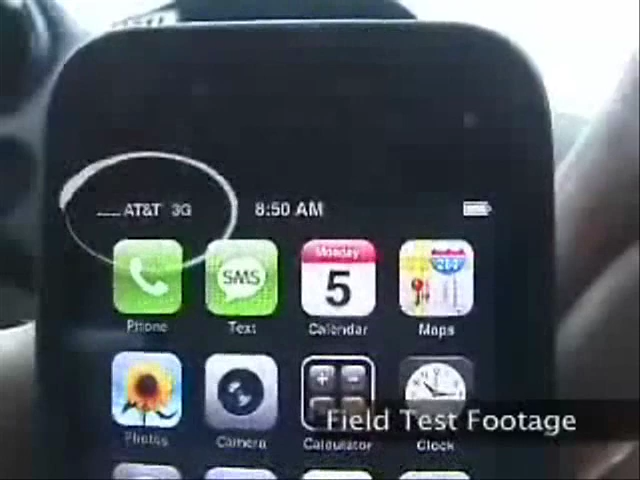 AT&T 3G 8:50 AM
SMS
Monday
5
280
Phone Text Calendar Maps
Photos Camera Calculator Clock
Field Test Footage